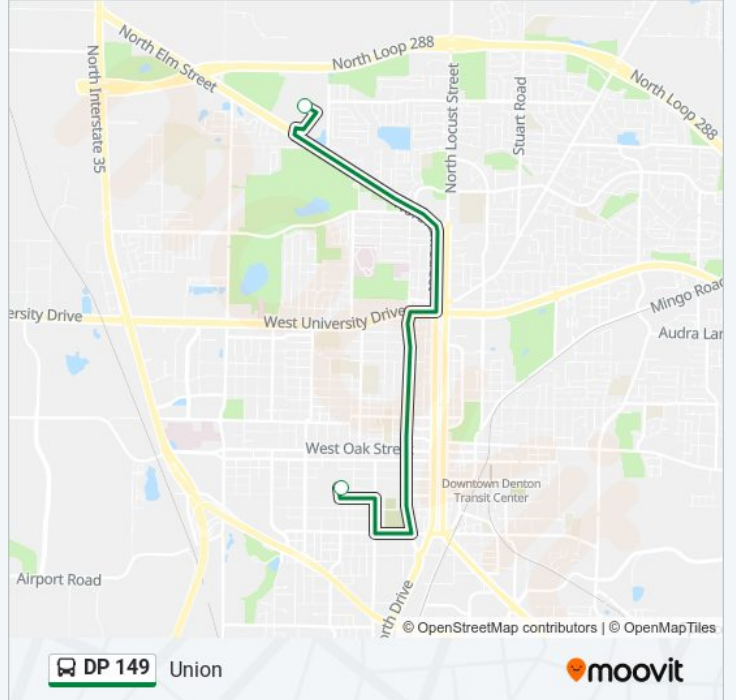 North Elm Street
North Loop 288
North Loop 288
North Interstate 35
North Locust Street
Stuart Road
Mingo Road
ersity Drive
West University Drive
Audra Lar
West Oak Stre
Downtown Denton
Transit Center
Airport Road
orth Drive
© OpenStreetMap contributors | © OpenMapTiles
DP 149
Union
moovit